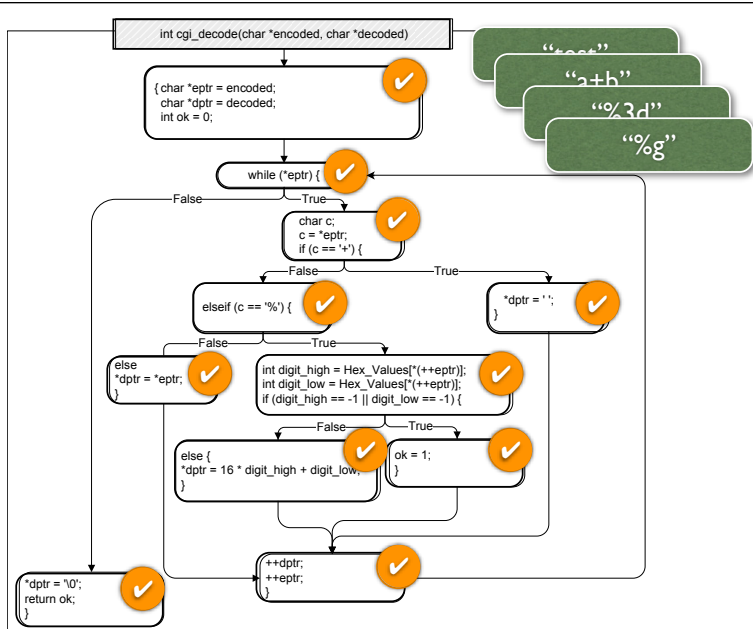 int cgi_decode(char *encoded, char *decoded)
“test”
“a+b”
“%3d”
“%g”
{ char *eptr = encoded;
char *dptr = decoded;
int ok = 0;
while (*eptr) {
False
True
char c;
c = *eptr;
if (c == '+') {
False
True
elseif (c == '%') {
*dptr = ' ';
}
False
True
else
*dptr = *eptr;
}
int digit_high = Hex_Values[*(++eptr)];
int digit_low = Hex_Values[*(++eptr)];
if (digit_high == -1 || digit_low == -1) {
False
True
else {
*dptr = 16 * digit_high + digit_low;
}
ok = 1;
}
++dptr;
++eptr;
}
*dptr = '\0';
return ok;
}